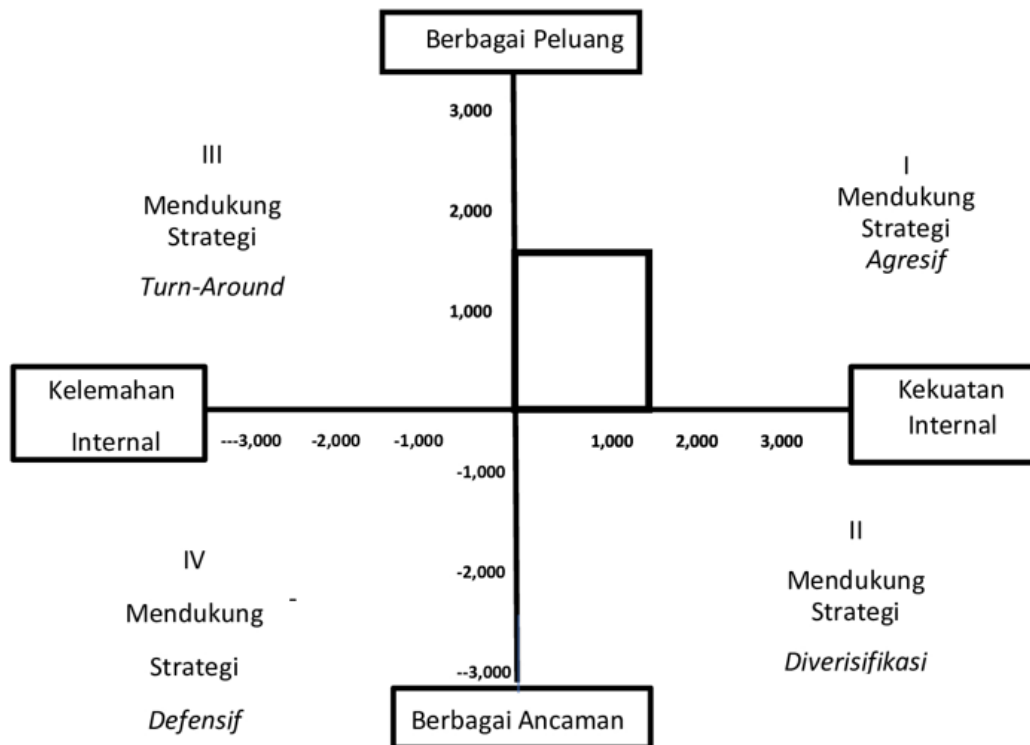 Berbagai Peluang
3,000
III
Mendukung
Strategi
Turn-Around
2,000
1,000
I
Mendukung
Strategi
Agresif
Kelemahan
Internal
---3,000 -2,000 -1,000
1,000 2,000 3,000
Kekuatan
Internal
-1,000
-2,000
--3,000
IV
Mendukung -
Strategi
Defensif
II
Mendukung
Strategi
Diverisifikasi
Berbagai Ancaman